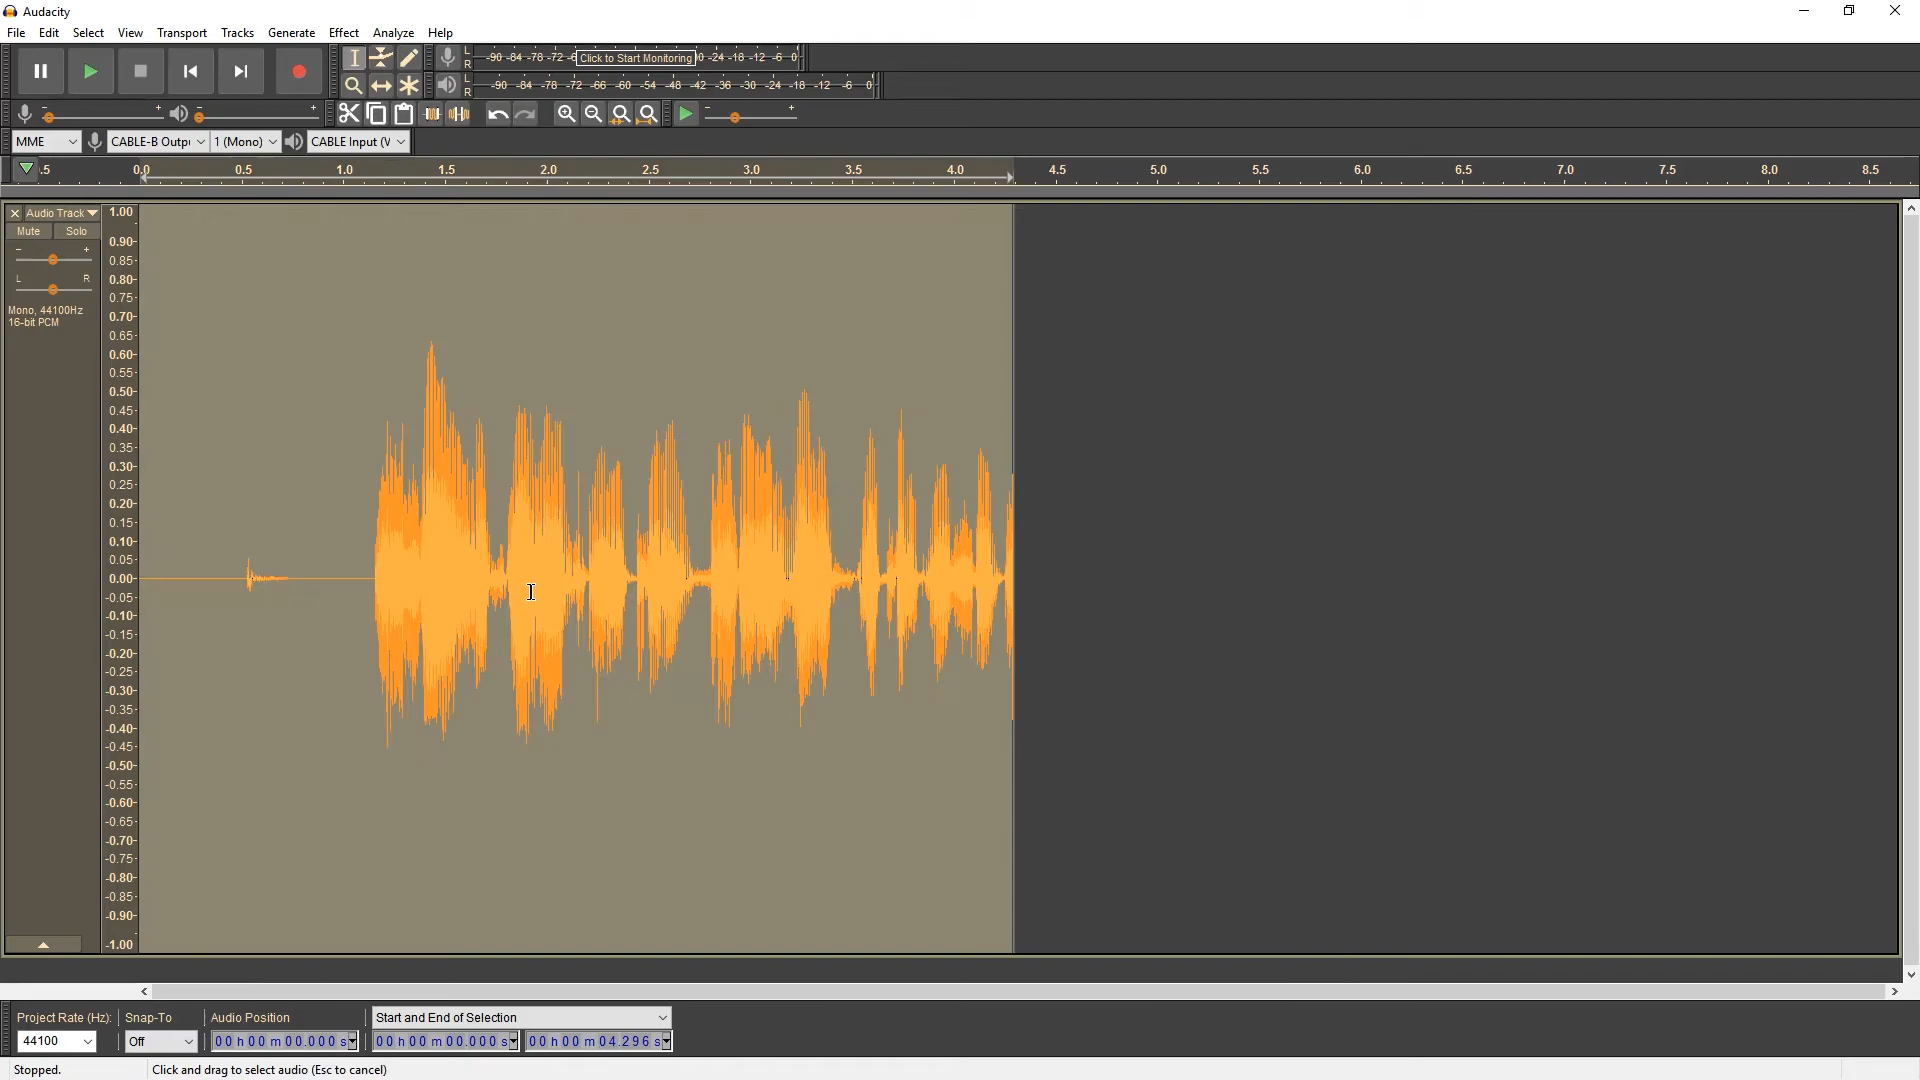 Audacity
File Edit Select View Transport Tracks Generate Effect Analyze Help
L R -90 -84 -78 -72 -6 Click to Start Monitoring 0 -24 -18 -12 -6 0
L R -90 -84 -78 -72 -66 -60 -54 -48 -42 -36 -30 -24 -18 -12 -6 0
- + - + - +
MME 1 (Mono) CABLE Input (V
.5 0.0 0.5 1.0 1.5 2.0 2.5 3.0 3.5 4.0 4.5 5.0 5.5 6.0 6.5 7.0 7.5 8.0 8.5
Audio Track 1.00
Mute Solo
- +
0.90
0.85
L R 0.80
0.75
Mono, 44100Hz 0.70
16-bit PCM
0.65
0.60
0.55
0.50
0.45
0.40
0.35
0.30
0.25
0.20
0.15
0.10
0.05
0.00
-0.05
-0.10
-0.15
-0.20
-0.25
-0.30
-0.35
-0.40
-0.45
-0.50
-0.55
-0.60
-0.65
-0.70
-0.75
-0.80
-0.85
-0.90
-1.00
Project Rate (Hz): Snap-To Audio Position Start and End of Selection
44100 Off 00 h 00 m 00.000 s 00 h 00 m 00.000 s 00 h 00 m 04.296 s
Stopped. Click and drag to select audio (Esc to cancel)